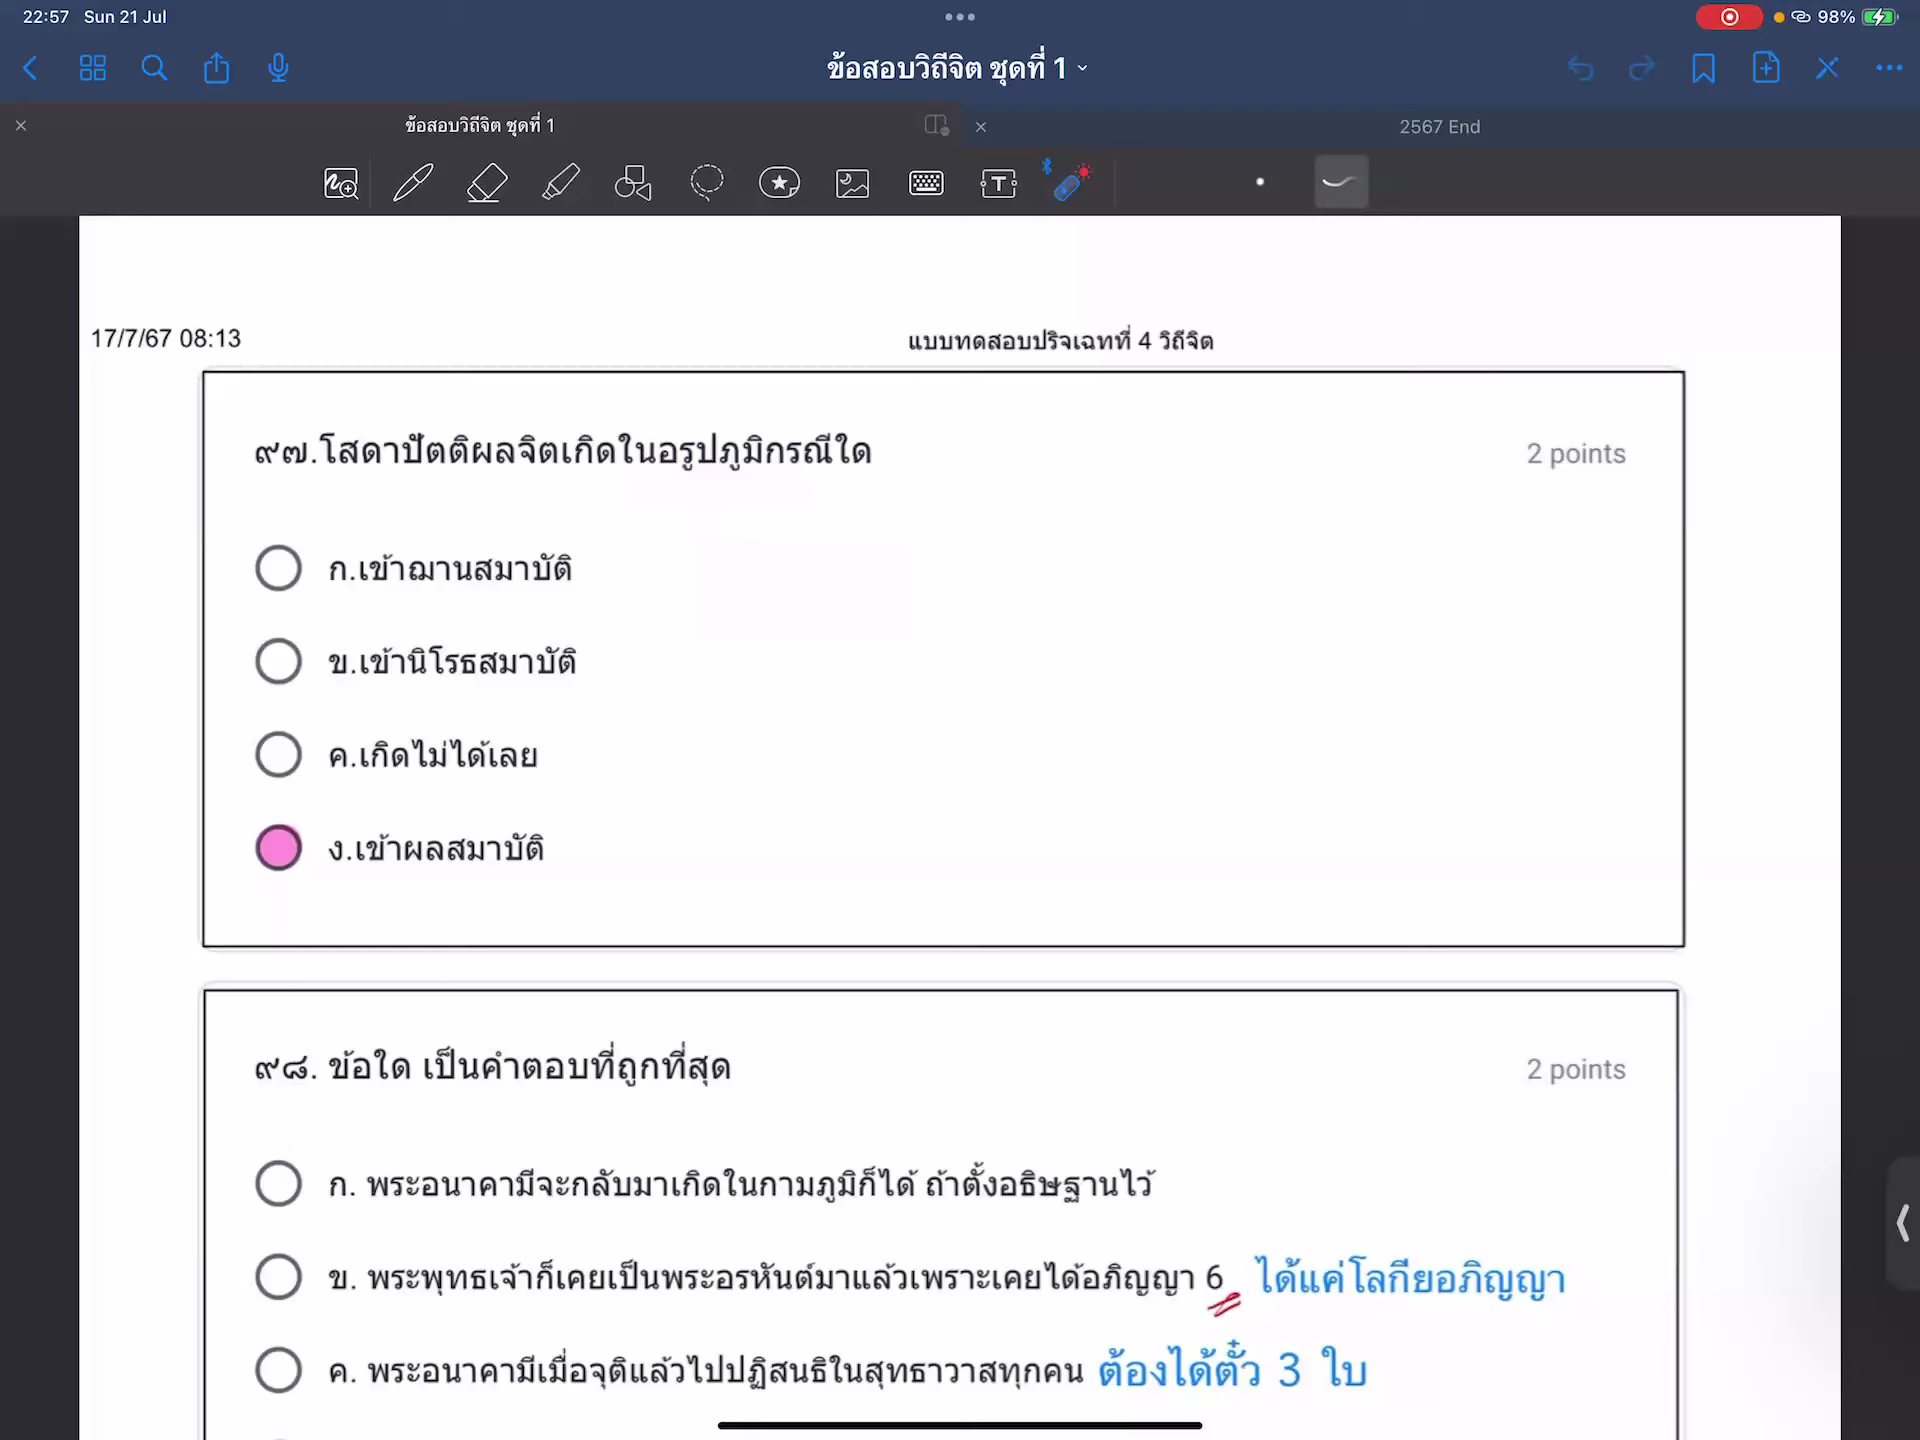 22:57 Sun 21 Jul
98%
ข้อสอบวิถีจิต ชุดที่ 1
ข้อสอบวิถีจิต ชุดที่ 1
2567 End
17/7/67 08:13
แบบทดสอบปริจเฉทที่ 4 วิถีจิต
๙๗.โสดาปัตติผลจิตเกิดในอรูปภูมิกรณีใด
2 points
ก.เข้าฌานสมาบัติ
ข.เข้านิโรธสมาบัติ
ค.เกิดไม่ได้เลย
ง.เข้าผลสมาบัติ
๙๘. ข้อใด เป็นคำตอบที่ถูกที่สุด
2 points
ก. พระอนาคามีจะกลับมาเกิดในกามภูมิก็ได้ ถ้าตั้งอธิษฐานไว้
ข. พระพุทธเจ้าก็เคยเป็นพระอรหันต์มาแล้วเพราะเคยได้อภิญญา 6 ได้แค่โลกียอภิญญา
ค. พระอนาคามีเมื่อจุติแล้วไปปฏิสนธิในสุทธาวาสทุกคน ต้องได้ตั๋ว 3 ใบ